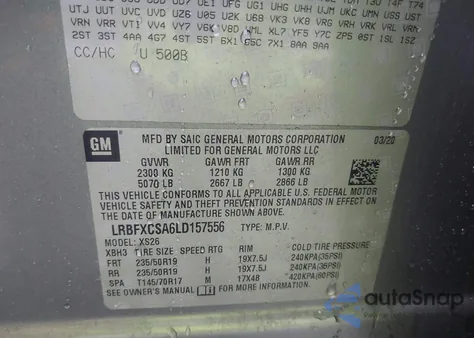 UTJ UUT UVC UVD UZ6 U05 U2K U68 VK3 VK8 VRG VRH VRK VRL VRM
VRN VRR VT1 VV4 VY7 V6K V8D XL7 YF5 Y7C ZP5 0ST 1SL 1SZ
2ST 3ST 4AA 4G7 4ST 5ST 6X1 7X1 8AA 9AA
CC/HC U 500B
GM
MFD BY SAIC GENERAL MOTORS CORPORATION 03/20
LIMITED FOR GENERAL MOTORS LLC
GVWR GAWR FRT GAWR RR
2300 KG 1210 KG 1300 KG
5070 LB 2667 LB 2866 LB
THIS VEHICLE CONFORMS TO ALL APPLICABLE U.S. FEDERAL
VEHICLE SAFETY AND THEFT PREVENTION STANDARDS IN
EFFECT ON THE DATE OF MANUFACTURE SHOWN ABOVE.
LRBFXCSA6LD157556 TYPE: M.P.V.
MODEL: XS26
XBH3 TIRE SIZE SPEED RTG RIM COLD TIRE PRESSURE
FRT 235/50R19 H 19X7.5J 240KPA(35PSI)
RR 235/50R19 H 19X7.5J 240KPA(35PSI)
SPA T145/70R17 M 17X4B 420KPA(60PSI)
SEE OWNER'S MANUAL FOR MORE INFORMATION.
autoSnap